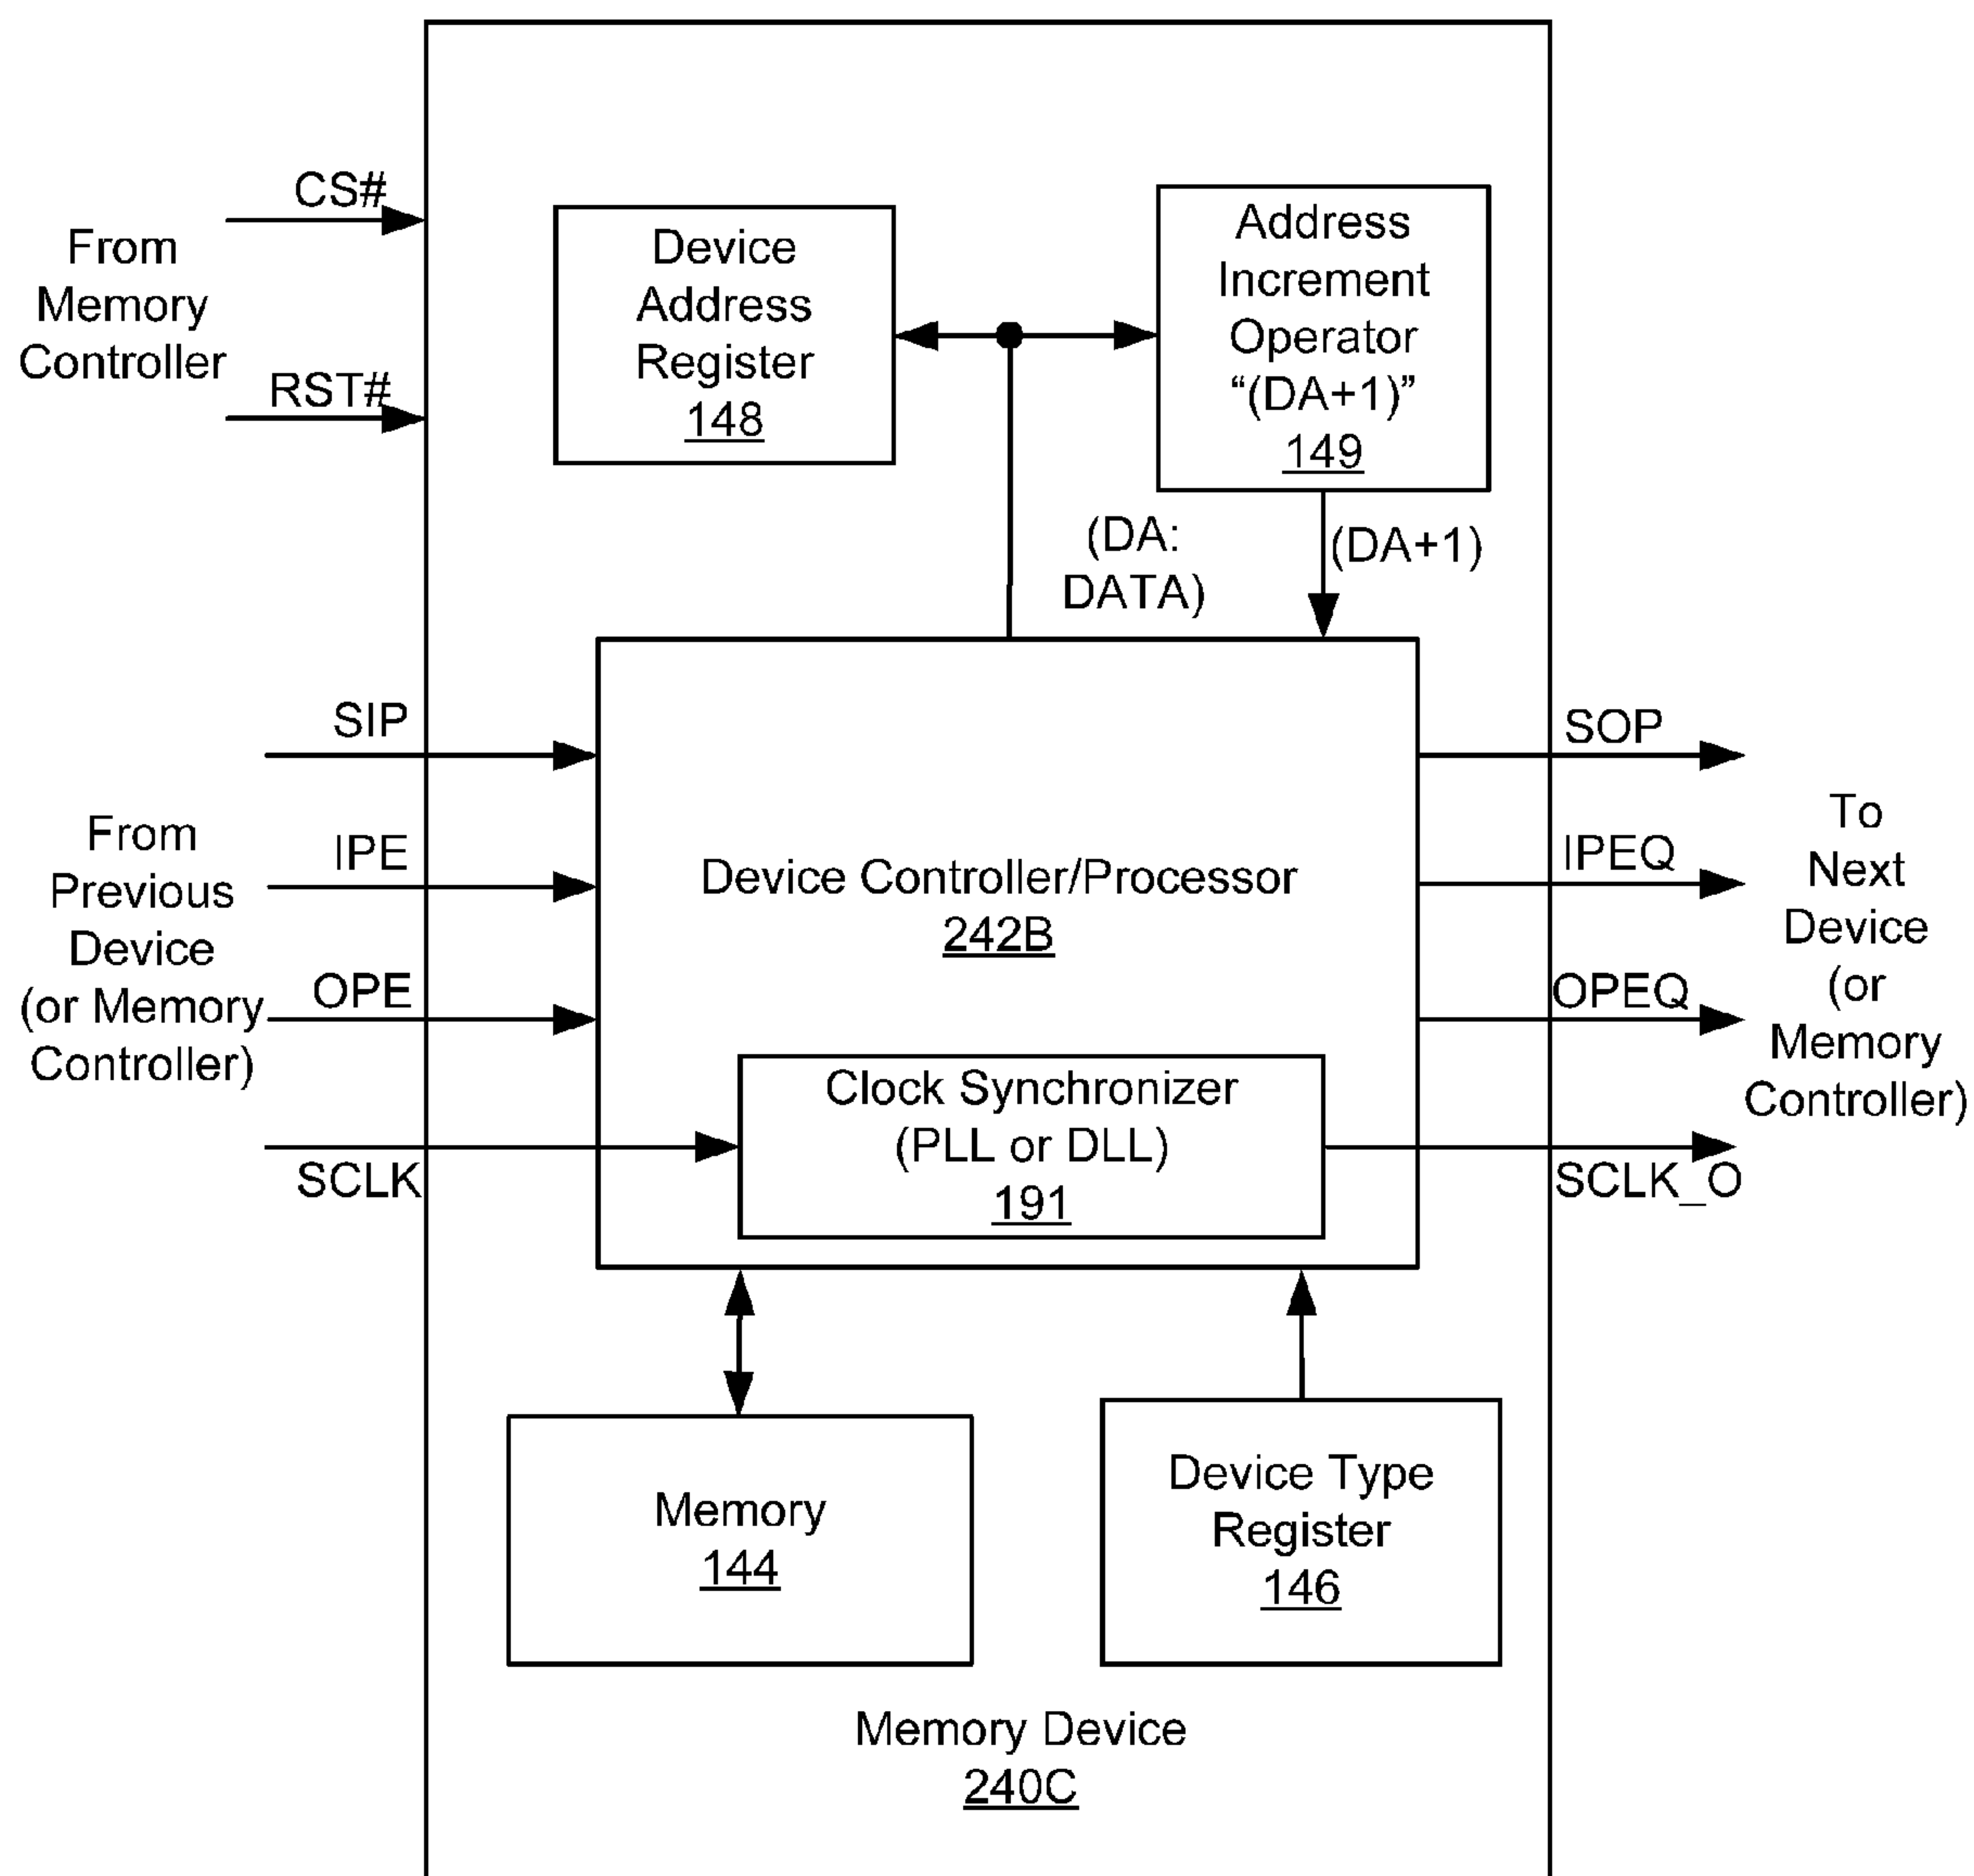 CS#
From
Memory
Controller
RST#
Device
Address
Register
148
Address
Increment
Operator
“(DA+1)”
149
(DA:
DATA)
(DA+1)
SIP
IPE
OPE
SCLK
From
Previous
Device
(or Memory
Controller)
Device Controller/Processor
242B
Clock Synchronizer
(PLL or DLL)
191
SOP
IPEQ
OPEQ
SCLK_O
To
Next
Device
(or
Memory
Controller)
Memory
144
Device Type
Register
146
Memory Device
240C